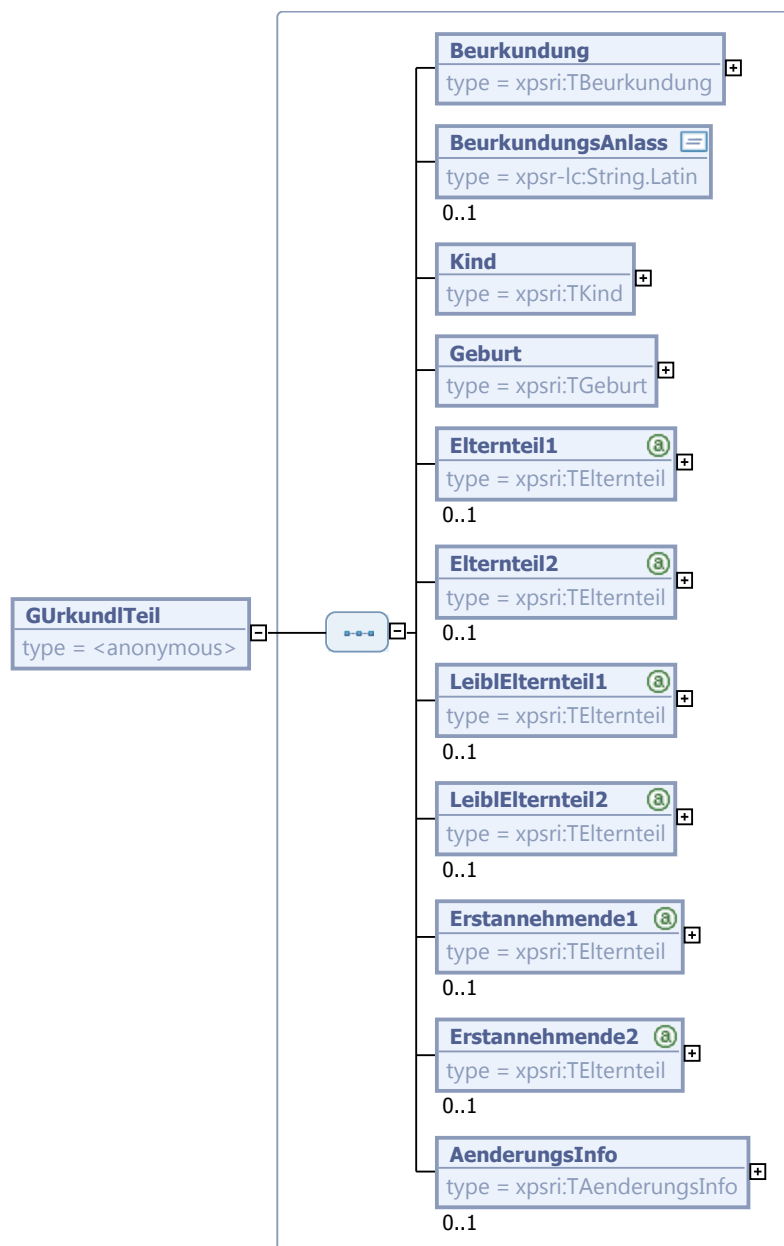 Beurkundung
type = xpsri:TBeurkundung
BeurkundungsAnlass
type = xpsr-lc:String.Latin
0..1
Kind
type = xpsri:TKind
Geburt
type = xpsri:TGeburt
Elternteil1
type = xpsri:TElternteil
0..1
Elternteil2
type = xpsri:TElternteil
0..1
GUrkundlTeil
type = <anonymous>
LeiblElternteil1
type = xpsri:TElternteil
0..1
LeiblElternteil2
type = xpsri:TElternteil
0..1
Erstannehmende1
type = xpsri:TElternteil
0..1
Erstannehmende2
type = xpsri:TElternteil
0..1
AenderungsInfo
type = xpsri:TAenderungsInfo
0..1